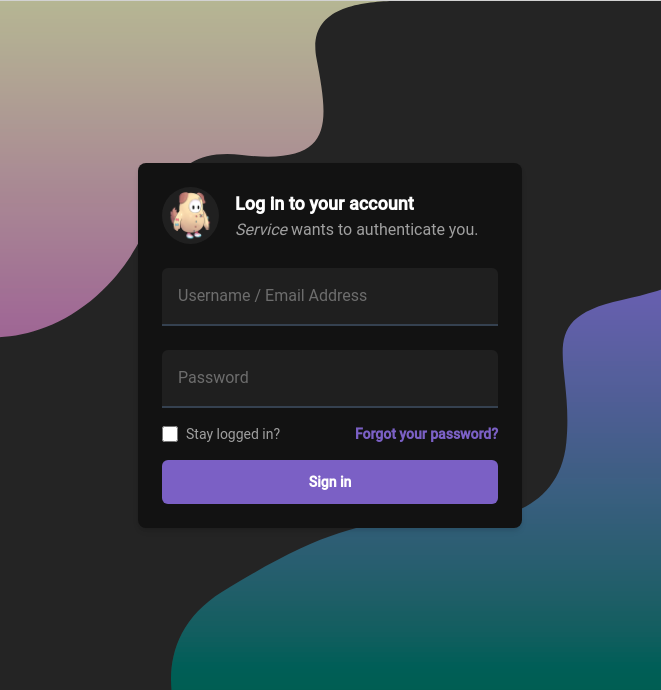 Log in to your account
Service wants to authenticate you.
Username / Email Address
Password
Stay logged in? Forgot your password?
Sign in